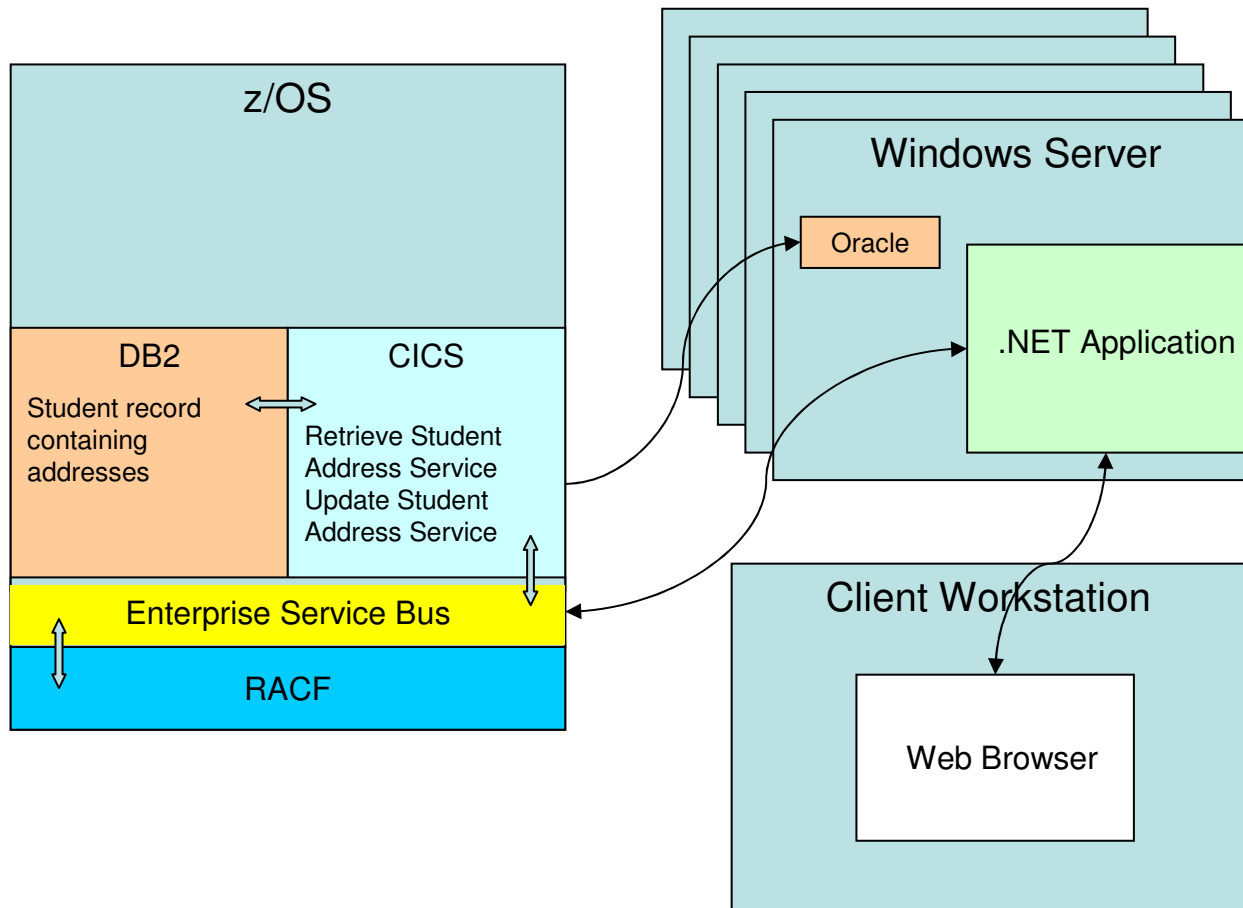 z/OS
DB2
Student record
containing
addresses
CICS
Retrieve Student
Address Service
Update Student
Address Service
Enterprise Service Bus
RACF
Windows Server
Oracle
.NET Application
Client Workstation
Web Browser